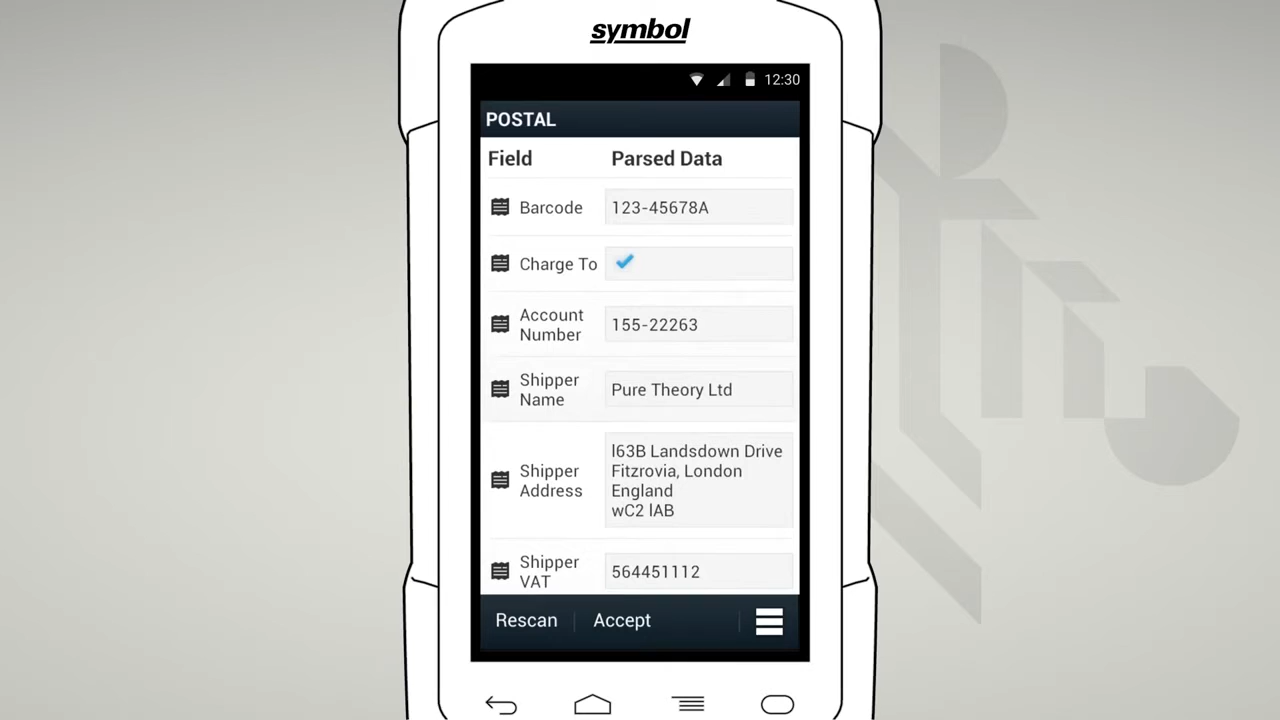 symbol
12:30
POSTAL
Field Parsed Data
Barcode 123-45678A
Charge To
Account
Number 155-22263
Shipper
Name Pure Theory Ltd
Shipper
Address
l63B Landsdown Drive
Fitzrovia, London
England
wC2 lAB
Shipper
VAT 564451112
Rescan Accept